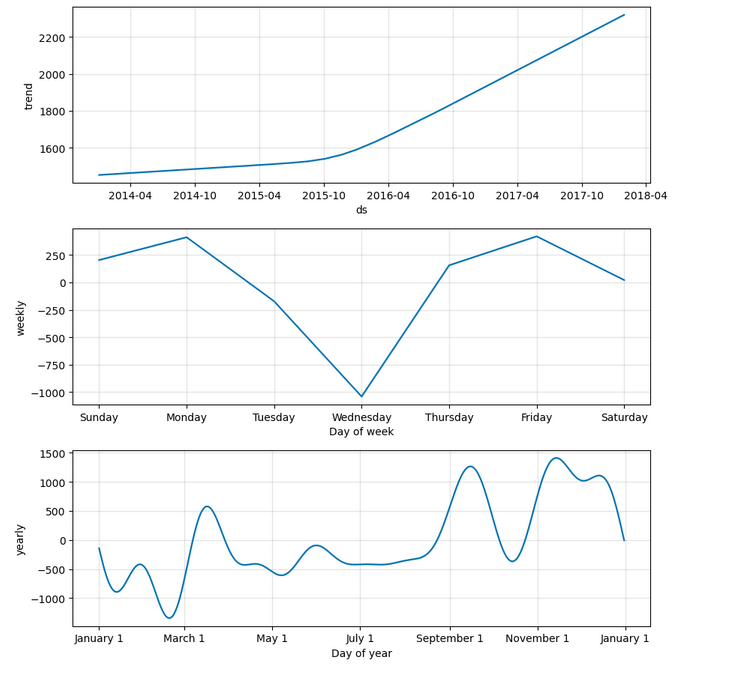 2200
2000
1800
1600
trend
2014-04 2014-10 2015-04 2015-10 2016-04 2016-10 2017-04 2017-10 2018-04
ds
250
0
−250
−500
−750
−1000
weekly
Sunday Monday Tuesday Wednesday Thursday Friday Saturday
Day of week
1500
1000
500
0
−500
−1000
yearly
January 1 March 1 May 1 July 1 September 1 November 1 January 1
Day of year